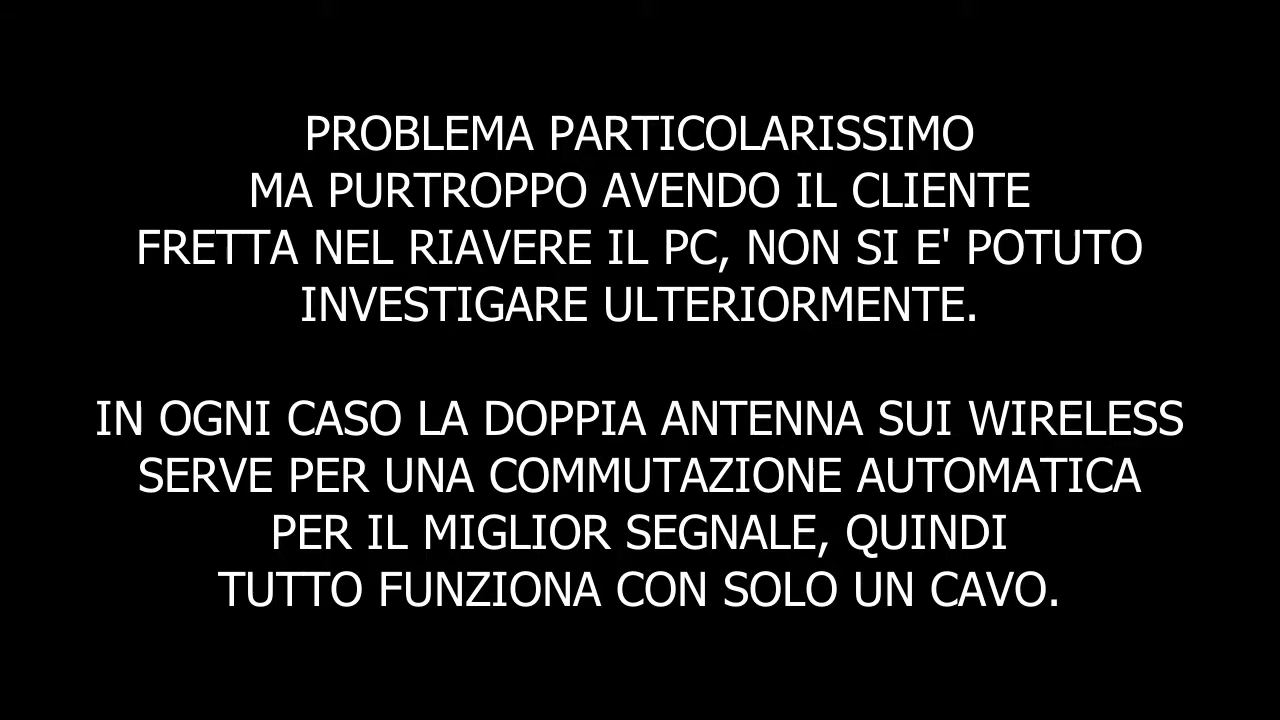 PROBLEMA PARTICOLARISSIMO
MA PURTROPPO AVENDO IL CLIENTE
FRETTA NEL RIAVERE IL PC, NON SI E' POTUTO
INVESTIGARE ULTERIORMENTE.
IN OGNI CASO LA DOPPIA ANTENNA SUI WIRELESS
SERVE PER UNA COMMUTAZIONE AUTOMATICA
PER IL MIGLIOR SEGNALE, QUINDI
TUTTO FUNZIONA CON SOLO UN CAVO.